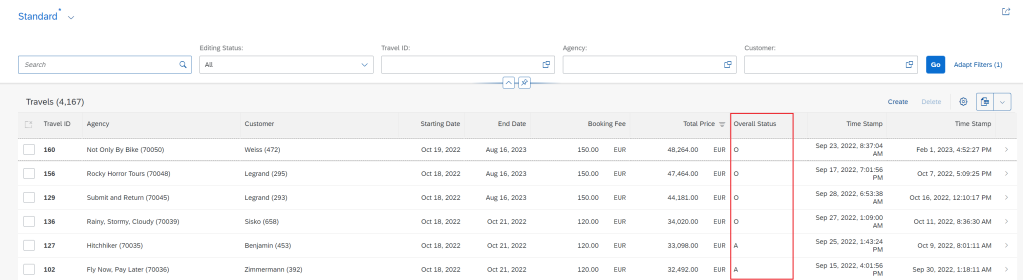 Standard*
Editing Status: Travel ID: Agency: Customer:
Search All Go Adapt Filters (1)
Travels (4,167) Create Delete
Travel ID Agency Customer Starting Date End Date Booking Fee Total Price Overall Status Time Stamp Time Stamp
160 Not Only By Bike (70050) Weiss (472) Oct 19, 2022 Aug 16, 2023 150.00 EUR 48,264.00 EUR O Sep 23, 2022, 8:37:04 AM Feb 1, 2023, 4:52:27 PM
156 Rocky Horror Tours (70048) Legrand (295) Oct 18, 2022 Aug 16, 2023 150.00 EUR 47,464.00 EUR O Sep 17, 2022, 7:01:56 PM Oct 7, 2022, 5:09:25 PM
129 Submit and Return (70045) Legrand (293) Oct 18, 2022 Aug 16, 2023 150.00 EUR 44,181.00 EUR O Sep 28, 2022, 6:53:38 AM Oct 16, 2022, 12:10:17 PM
136 Rainy, Stormy, Cloudy (70039) Sisko (658) Oct 18, 2022 Oct 21, 2022 120.00 EUR 34,020.00 EUR O Sep 27, 2022, 1:09:00 AM Oct 11, 2022, 8:36:30 AM
127 Hitchhiker (70035) Benjamin (453) Oct 18, 2022 Oct 21, 2022 120.00 EUR 33,098.00 EUR A Sep 25, 2022, 1:43:24 PM Oct 9, 2022, 8:01:11 AM
102 Fly Now, Pay Later (70036) Zimmermann (392) Oct 18, 2022 Oct 21, 2022 120.00 EUR 32,492.00 EUR A Sep 15, 2022, 4:01:56 PM Sep 30, 2022, 1:18:11 AM